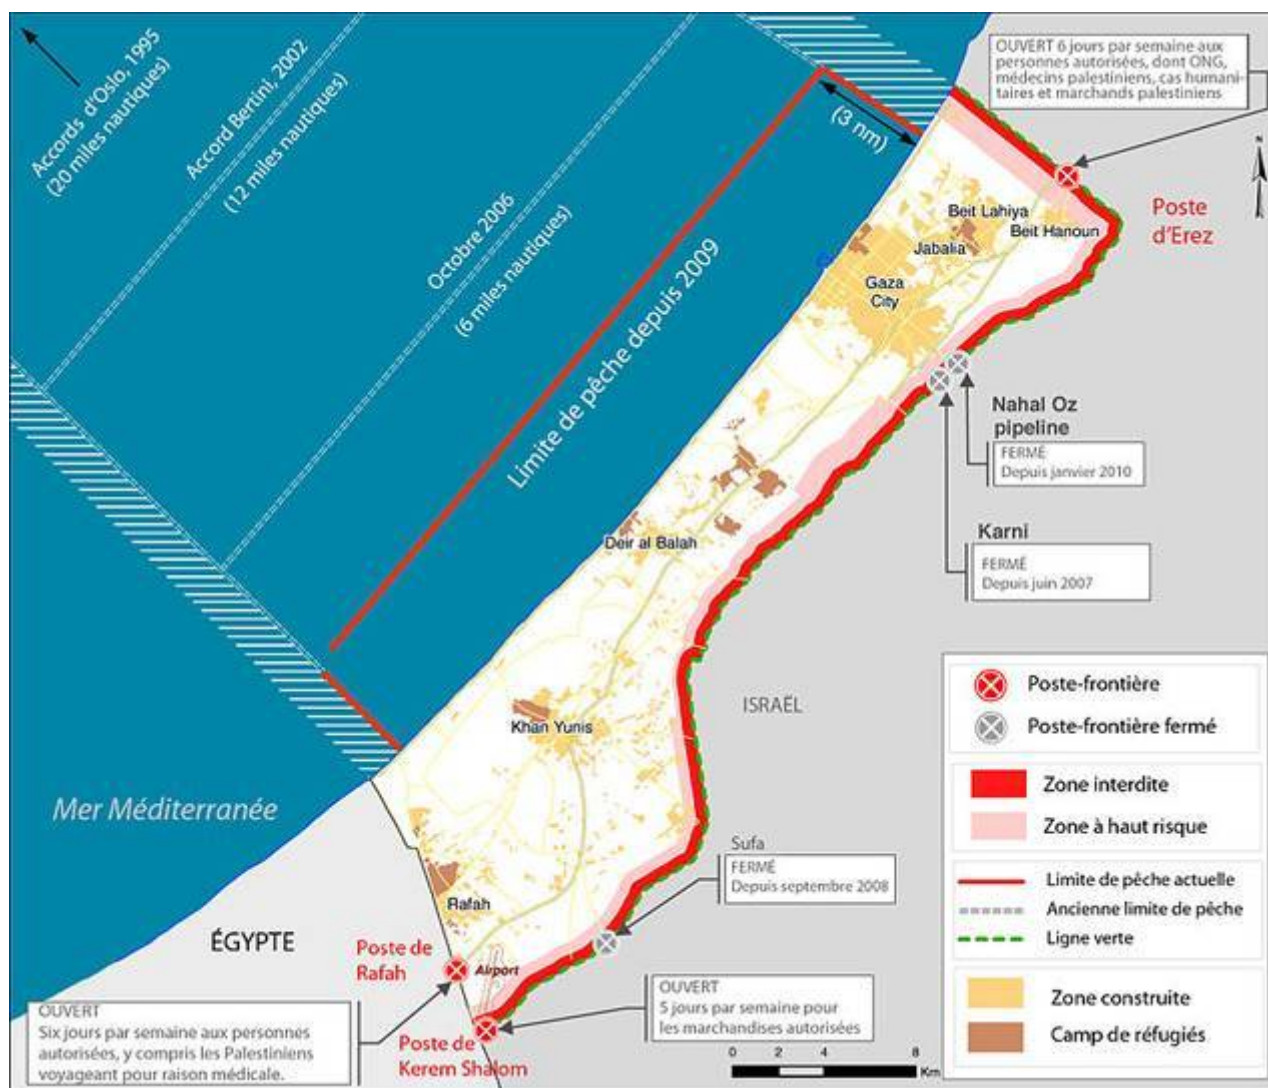 Accords d'Oslo, 1995
(20 miles nautiques)
Accord Bertini, 2002
(12 miles nautiques)
Octobre 2006
(6 miles nautiques)
Limite de pêche depuis 2009
(3 nm)
OUVERT 6 jours par semaine aux
personnes autorisées, dont ONG,
médecins palestiniens, cas humani-
taires et marchands palestiniens
N
Poste
d'Erez
Beit Lahiya
Beit Hanoun
Jabalia
Gaza
City
Nahal Oz
pipeline
FERMÉ
Depuis janvier 2010
Karni
FERMÉ
Depuis juin 2007
Deir al Balah
Khan Yunis
ISRAËL
Mer Méditerranée
Sufa
FERMÉ
Depuis septembre 2008
Rafah
ÉGYPTE
Poste de
Rafah
Airport
OUVERT
Six jours par semaine aux personnes
autorisées, y compris les Palestiniens
voyageant pour raison médicale.
Poste de
Kerem Shalom
OUVERT
5 jours par semaine pour
les marchandises autorisées
0 2 4 8
Km
Poste-frontière
Poste-frontière fermé
Zone interdite
Zone à haut risque
Limite de pêche actuelle
Ancienne limite de pêche
Ligne verte
Zone construite
Camp de réfugiés